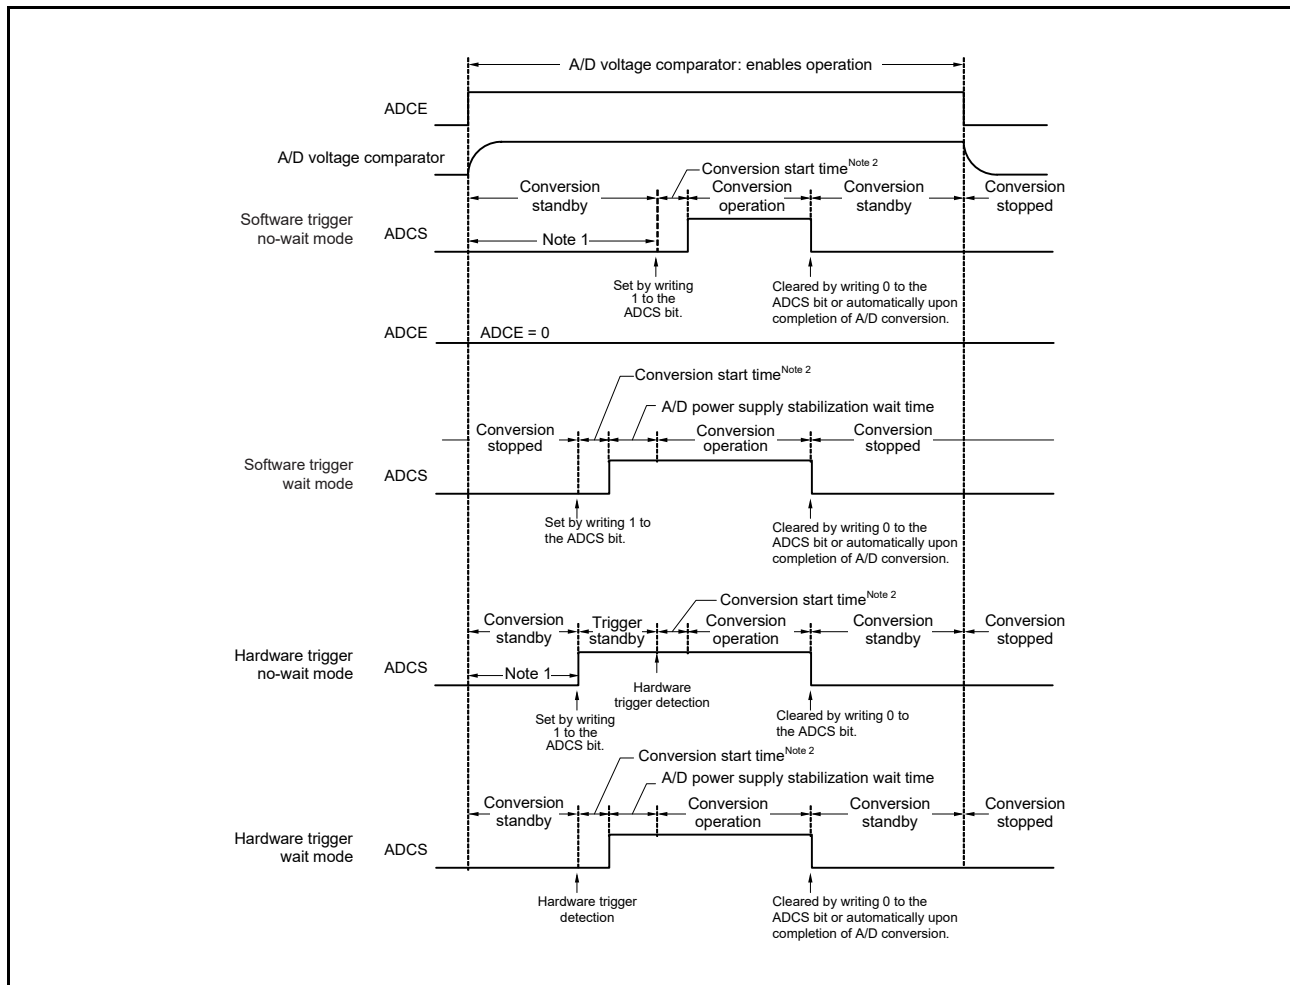 A/D voltage comparator: enables operation
ADCE
A/D voltage comparator
Conversion start time Note 2
Conversion
standby
Conversion
operation
Conversion
standby
Conversion
stopped
Software trigger
no-wait mode
ADCS
Note 1
Set by writing
1 to the
ADCS bit.
Cleared by writing 0 to the
ADCS bit or automatically upon
completion of A/D conversion.
ADCE
ADCE = 0
Conversion start time Note 2
A/D power supply stabilization wait time
Conversion
stopped
Conversion
operation
Conversion
stopped
Software trigger
wait mode
ADCS
Set by writing 1 to
the ADCS bit.
Cleared by writing 0 to the
ADCS bit or automatically upon
completion of A/D conversion.
Conversion start time Note 2
Conversion
standby
Trigger
standby
Conversion
operation
Conversion
standby
Conversion
stopped
Hardware trigger
no-wait mode
ADCS
Note 1
Hardware
trigger detection
Set by writing
1 to the
ADCS bit.
Cleared by writing 0 to
the ADCS bit.
Conversion start time Note 2
A/D power supply stabilization wait time
Conversion
standby
Conversion
operation
Conversion
standby
Conversion
stopped
Hardware trigger
wait mode
ADCS
Hardware trigger
detection
Cleared by writing 0 to the
ADCS bit or automatically upon
completion of A/D conversion.